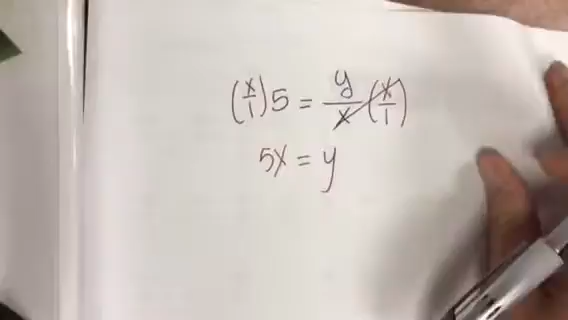 (x/1)5 = y/x (x/1)
5x = y